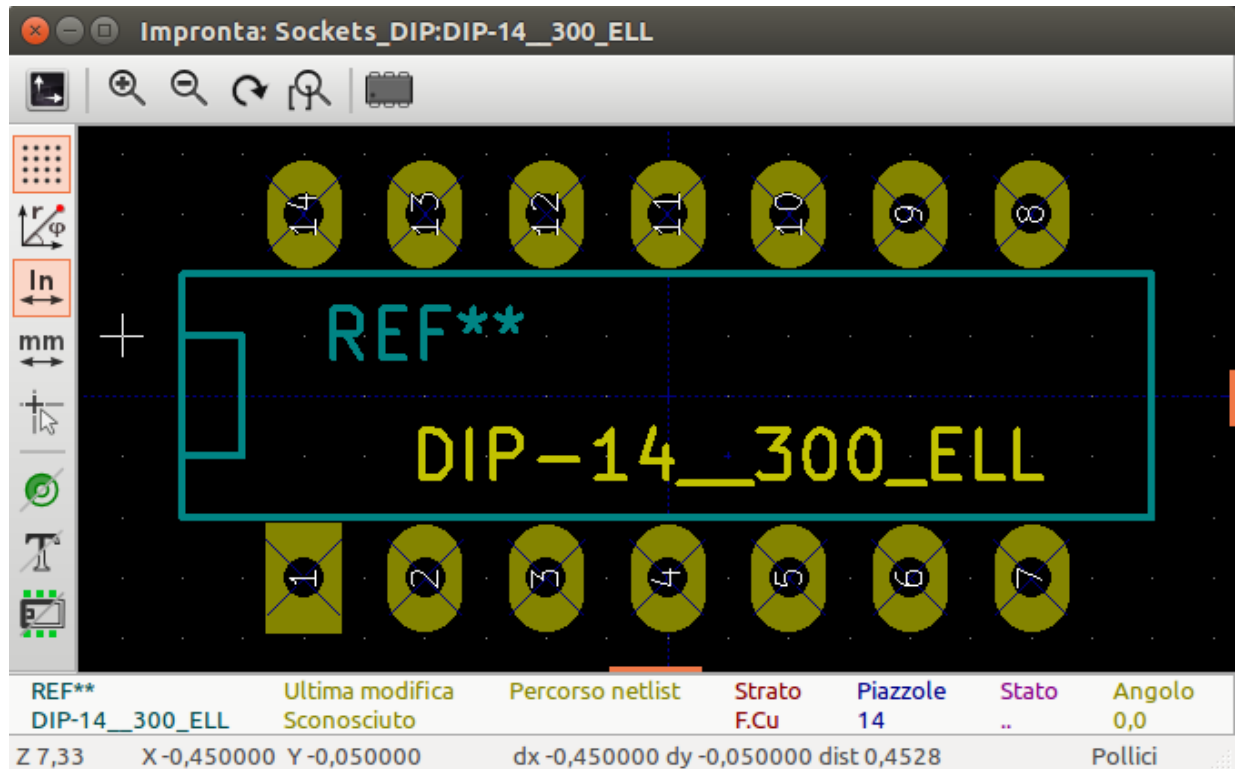 Impronta: Sockets_DIP:DIP-14__300_ELL
r
φ
In
mm
14 13 12 11 10 9 8
REF**
DIP-14__300_ELL
1 2 3 4 5 6 7
REF** Ultima modifica Percorso netlist Strato Piazzole Stato Angolo
DIP-14__300_ELL Sconosciuto F.Cu 14 .. 0,0
Z 7,33 X -0,450000 Y -0,050000 dx -0,450000 dy -0,050000 dist 0,4528 Pollici